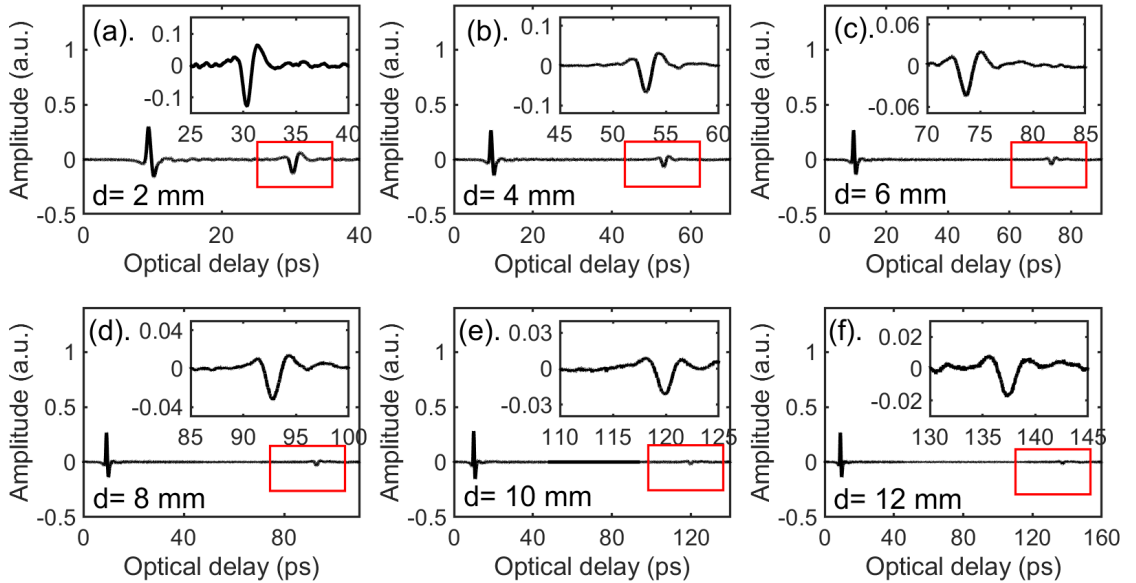 (a).
Amplitude (a.u.)
1
0.5
0
-0.5
0.1
0
-0.1
25 30 35 40
d= 2 mm
0 20 40
Optical delay (ps)
(b).
Amplitude (a.u.)
1
0.5
0
-0.5
0.1
0
-0.1
45 50 55 60
d= 4 mm
0 20 40 60
Optical delay (ps)
(c).
Amplitude (a.u.)
1
0.5
0
-0.5
0.06
0
-0.06
70 75 80 85
d= 6 mm
0 20 40 60 80
Optical delay (ps)
(d).
Amplitude (a.u.)
1
0.5
0
-0.5
0.04
0
-0.04
85 90 95 100
d= 8 mm
0 40 80
Optical delay (ps)
(e).
Amplitude (a.u.)
1
0.5
0
-0.5
0.03
0
-0.03
110 115 120 125
d= 10 mm
0 40 80 120
Optical delay (ps)
(f).
Amplitude (a.u.)
1
0.5
0
-0.5
0.02
0
-0.02
130 135 140 145
d= 12 mm
0 40 80 120 160
Optical delay (ps)